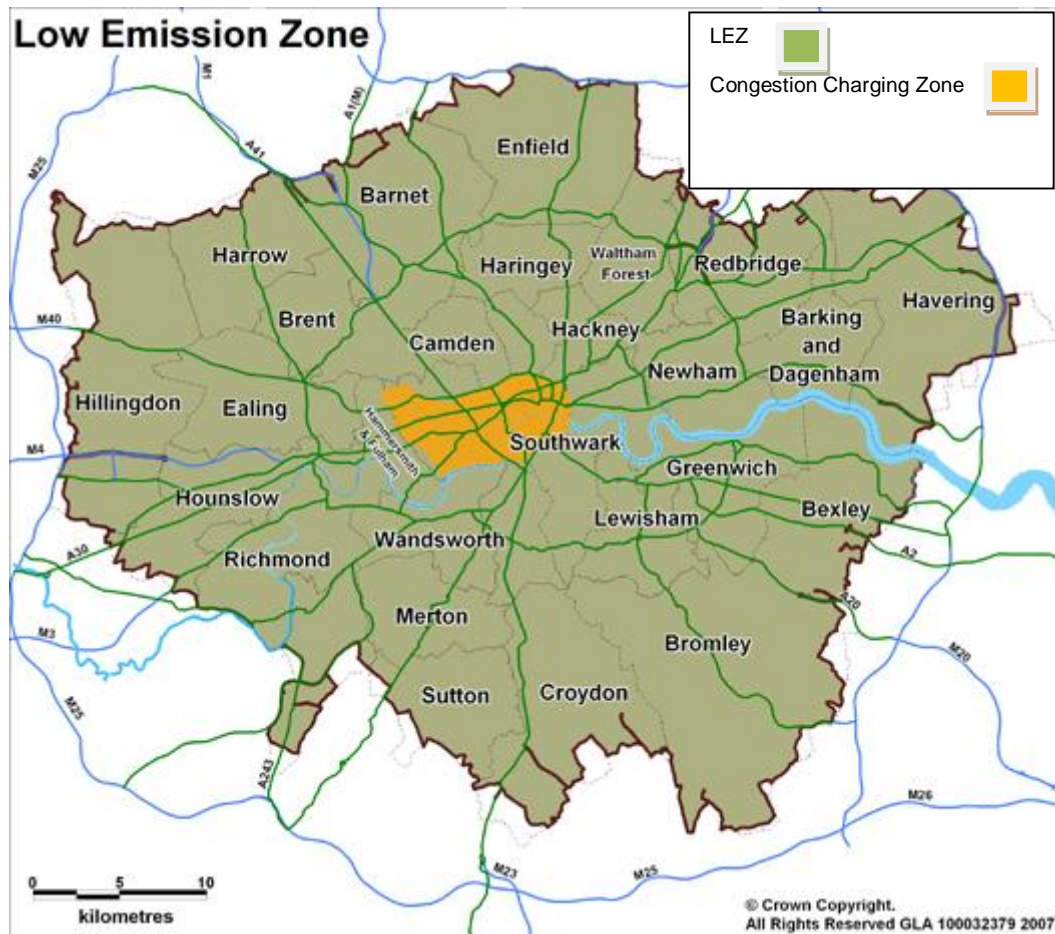 Low Emission Zone
LEZ
Congestion Charging Zone
M1
A1(M)
M25
A41
Enfield
Barnet
Harrow
Haringey
Waltham
Forest
Redbridge
Havering
M40
Brent
Camden
Hackney
Barking
and
Dagenham
Newham
Hillingdon
Ealing
Hammersmith
& Fulham
Southwark
M4
Greenwich
Hounslow
Lewisham
Bexley
Wandsworth
A30
Richmond
A2
A20
M3
Merton
Bromley
M20
Sutton
Croydon
M25
A243
M26
M23
M25
0 5 10
kilometres
© Crown Copyright.
All Rights Reserved GLA 100032379 2007